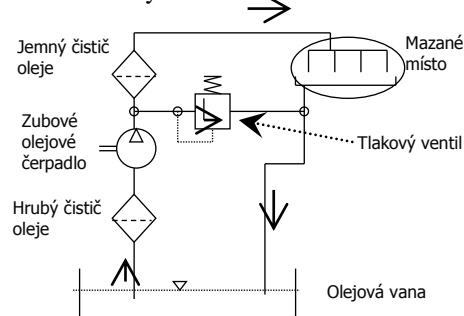 Jemný čistič
oleje
Mazané
místo
Zubové
olejové
čerpadlo
Tlakový ventil
Hrubý čistič
oleje
Olejová vana